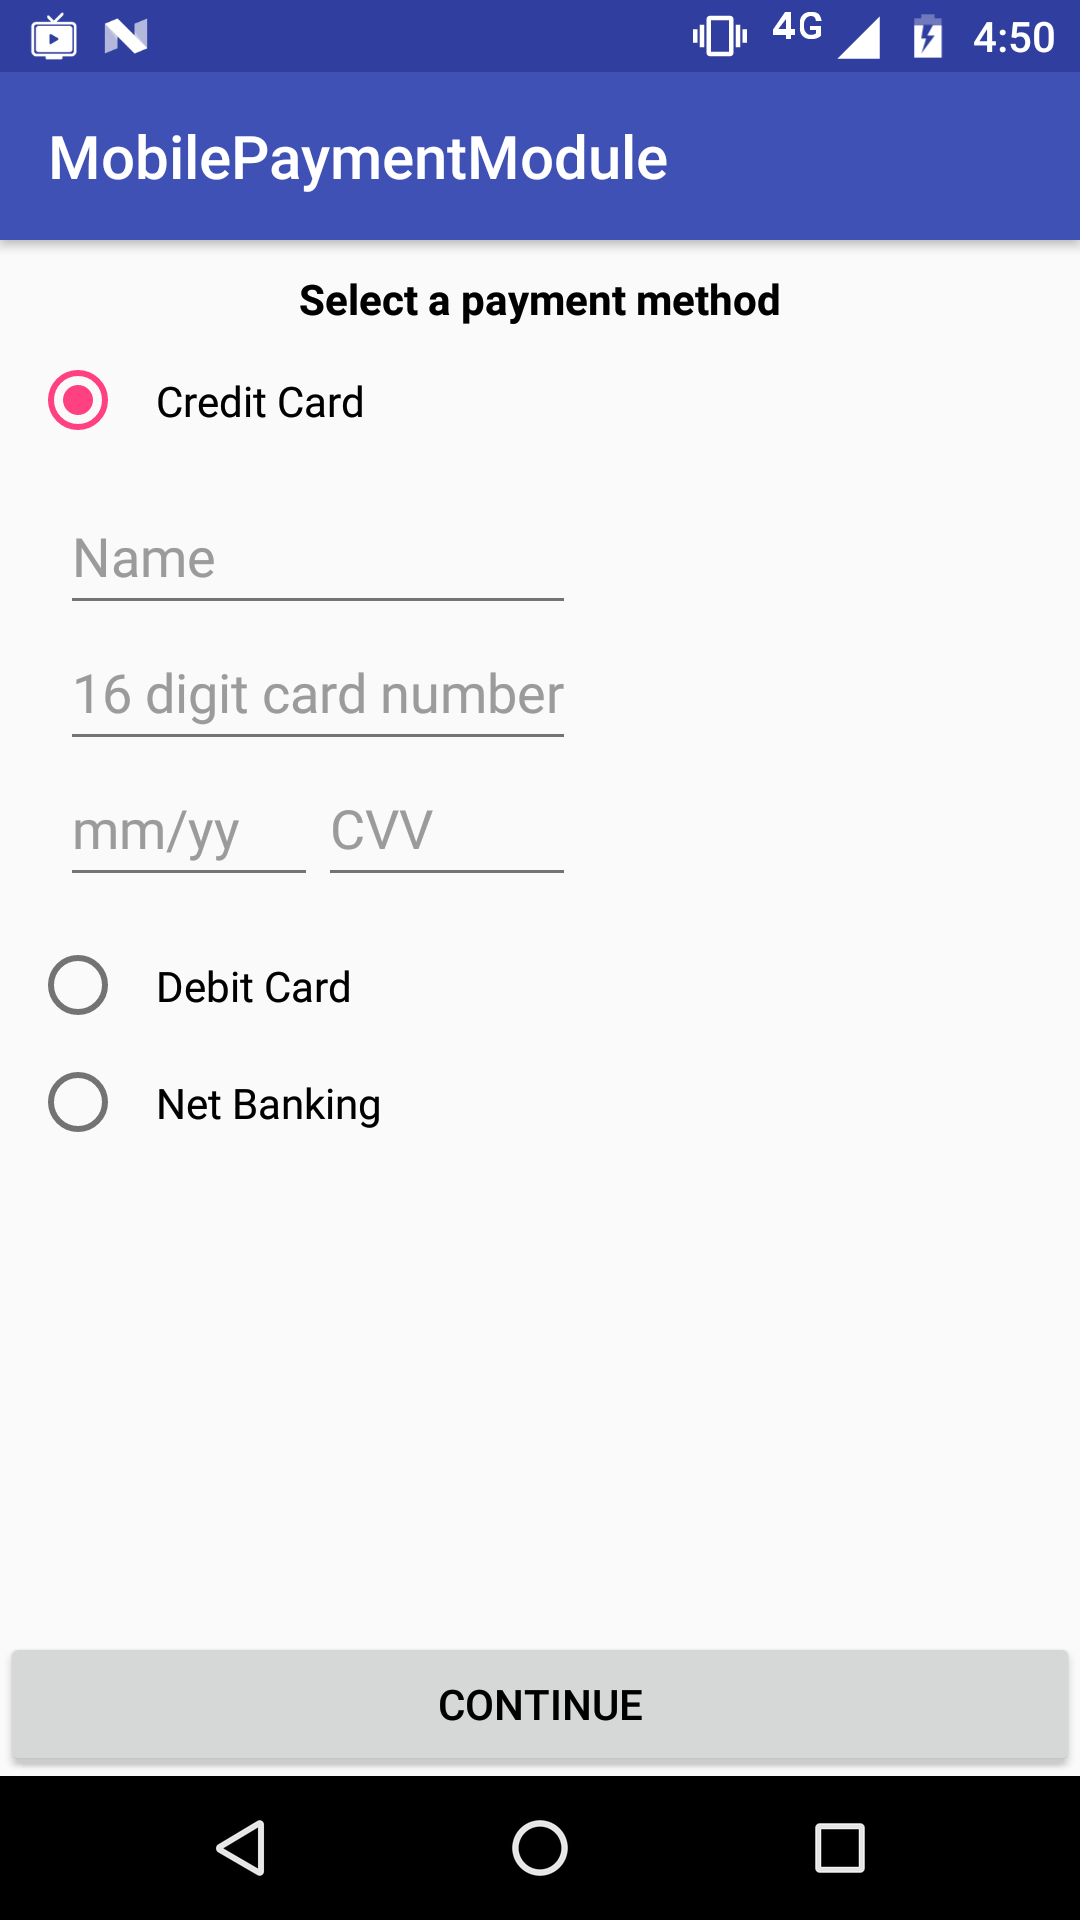 4G 4:50
MobilePaymentModule
Select a payment method
Credit Card
Name
16 digit card number
mm/yy CVV
Debit Card
Net Banking
CONTINUE